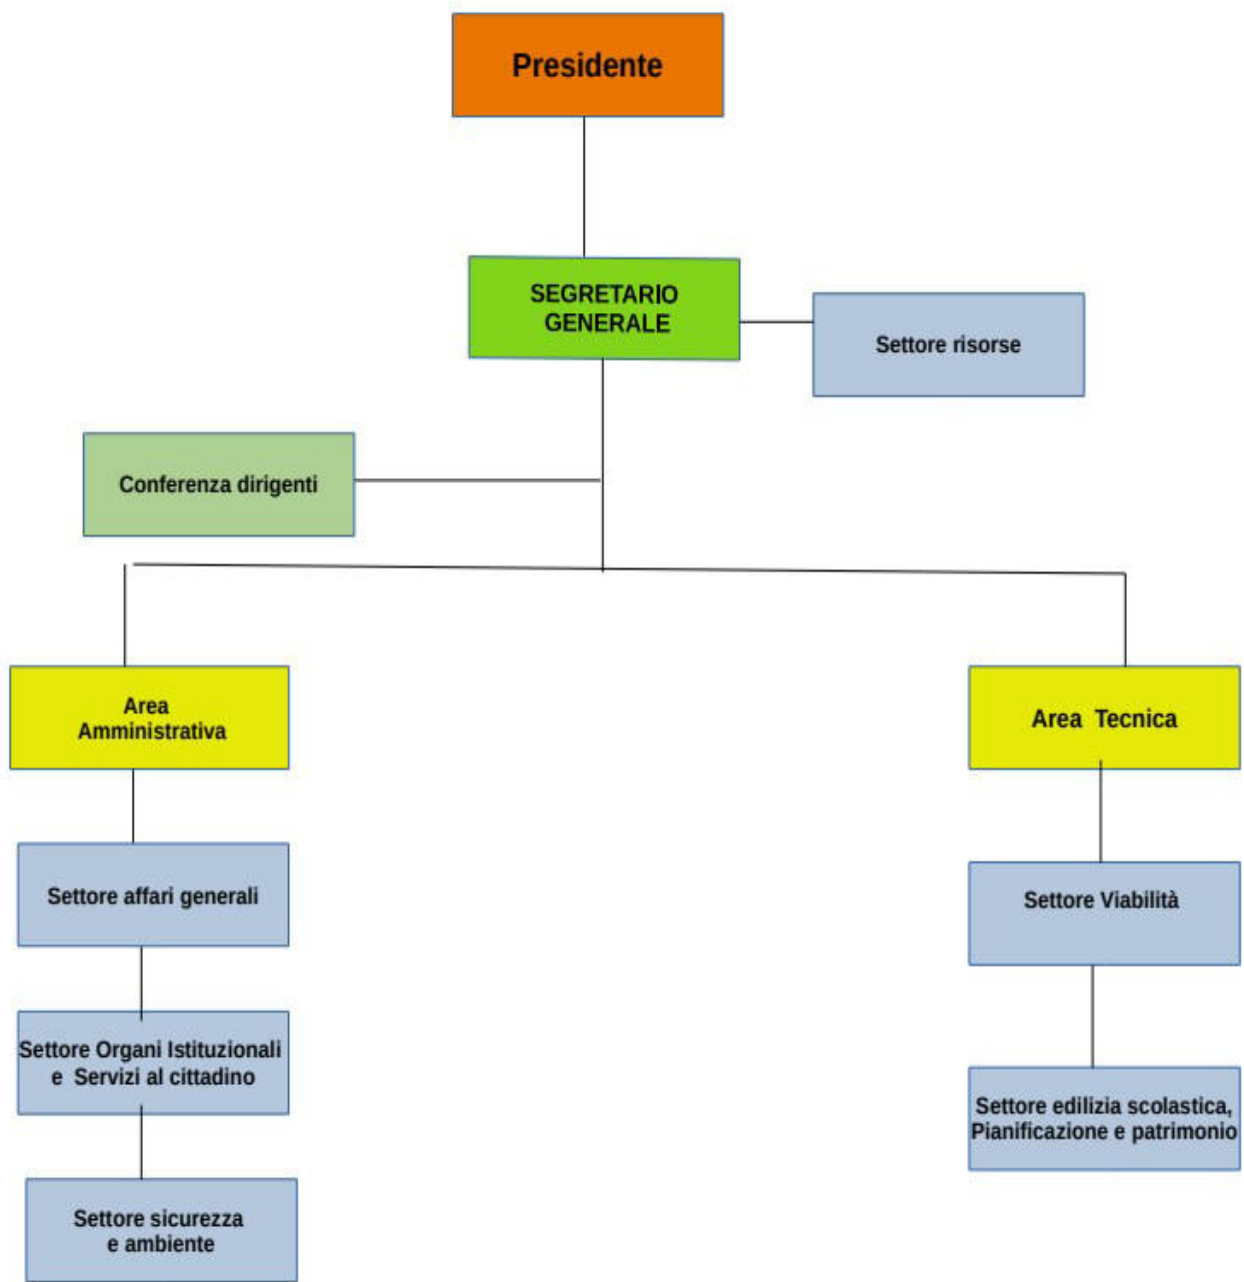 Presidente
SEGRETARIO
GENERALE
Settore risorse
Conferenza dirigenti
Area
Amministrativa
Area Tecnica
Settore affari generali
Settore Viabilità
Settore Organi Istituzionali
e Servizi al cittadino
Settore edilizia scolastica,
Pianificazione e patrimonio
Settore sicurezza
e ambiente